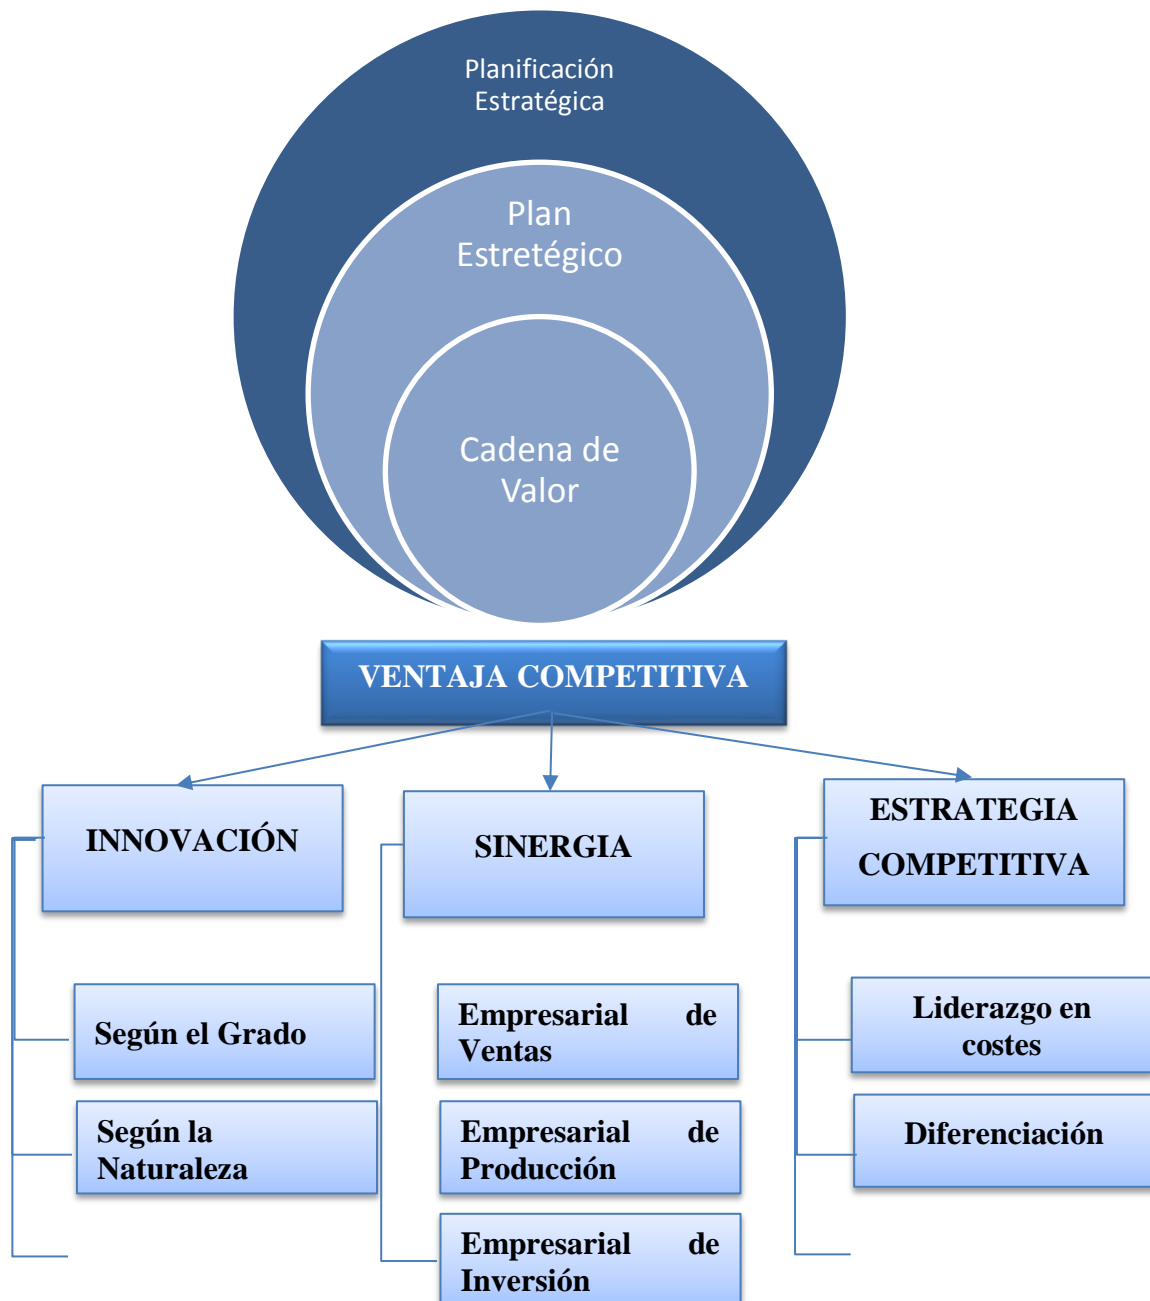 Planificación
Estratégica
Plan
Estretégico
Cadena de
Valor
VENTAJA COMPETITIVA
INNOVACIÓN
SINERGIA
ESTRATEGIA
COMPETITIVA
Según el Grado
Empresarial de
Ventas
Liderazgo en
costes
Según la
Naturaleza
Empresarial de
Producción
Diferenciación
Empresarial de
Inversión